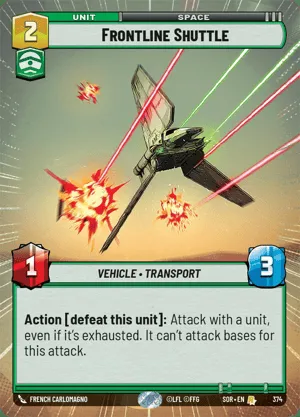 UNIT SPACE
2
FRONTLINE SHUTTLE
1
VEHICLE • TRANSPORT
3
Action [defeat this unit]: Attack with a unit,
even if it's exhausted. It can't attack bases for
this attack.
FRENCH CARLOMAGNO ©LFL ©FFG SOR•EN R 374